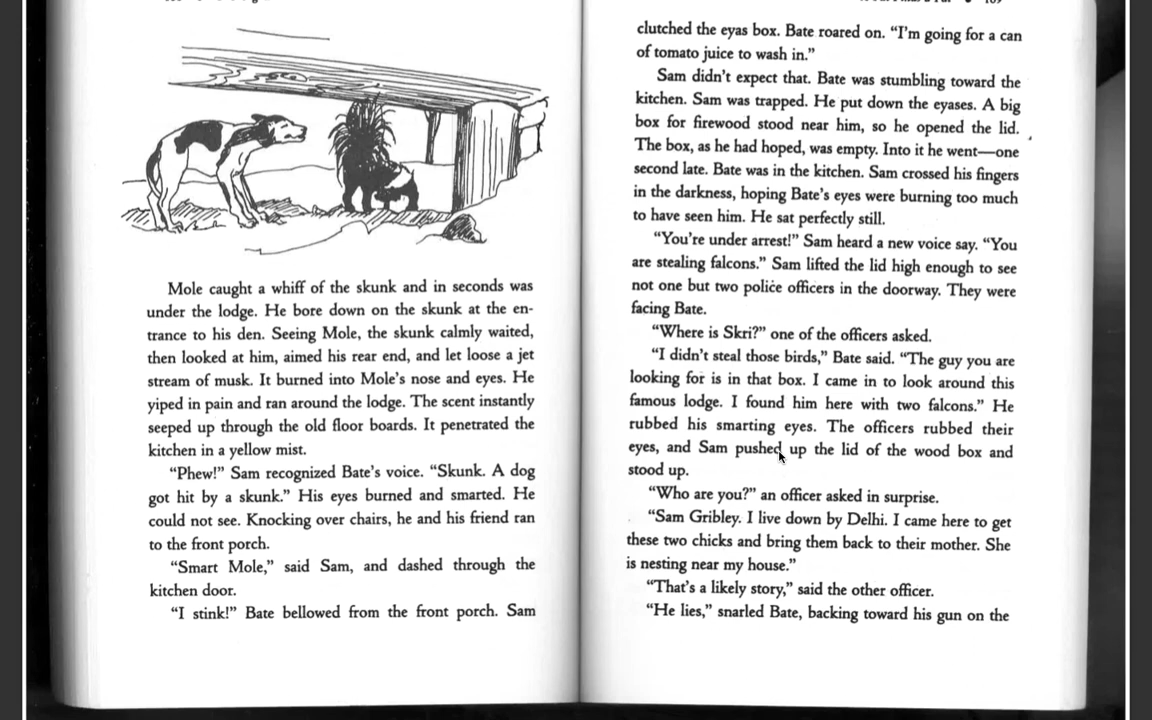 Mole caught a whiff of the skunk and in seconds was
under the lodge. He bore down on the skunk at the en-
trance to his den. Seeing Mole, the skunk calmly waited,
then looked at him, aimed his rear end, and let loose a jet
stream of musk. It burned into Mole's nose and eyes. He
yiped in pain and ran around the lodge. The scent instantly
seeped up through the old floor boards. It penetrated the
kitchen in a yellow mist.
“Phew!” Sam recognized Bate's voice. “Skunk. A dog
got hit by a skunk.” His eyes burned and smarted. He
could not see. Knocking over chairs, he and his friend ran
to the front porch.
“Smart Mole,” said Sam, and dashed through the
kitchen door.
“I stink!” Bate bellowed from the front porch. Sam
clutched the eyas box. Bate roared on. “I'm going for a can
of tomato juice to wash in.”
Sam didn't expect that. Bate was stumbling toward the
kitchen. Sam was trapped. He put down the eyases. A big
box for firewood stood near him, so he opened the lid.
The box, as he had hoped, was empty. Into it he went—one
second late. Bate was in the kitchen. Sam crossed his fingers
in the darkness, hoping Bate's eyes were burning too much
to have seen him. He sat perfectly still.
“You're under arrest!” Sam heard a new voice say. “You
are stealing falcons.” Sam lifted the lid high enough to see
not one but two police officers in the doorway. They were
facing Bate.
“Where is Skri?” one of the officers asked.
“I didn't steal those birds,” Bate said. “The guy you are
looking for is in that box. I came in to look around this
famous lodge. I found him here with two falcons.” He
rubbed his smarting eyes. The officers rubbed their
eyes, and Sam pushed up the lid of the wood box and
stood up.
“Who are you?” an officer asked in surprise.
“Sam Gribley. I live down by Delhi. I came here to get
these two chicks and bring them back to their mother. She
is nesting near my house.”
“That's a likely story,” said the other officer.
“He lies,” snarled Bate, backing toward his gun on the